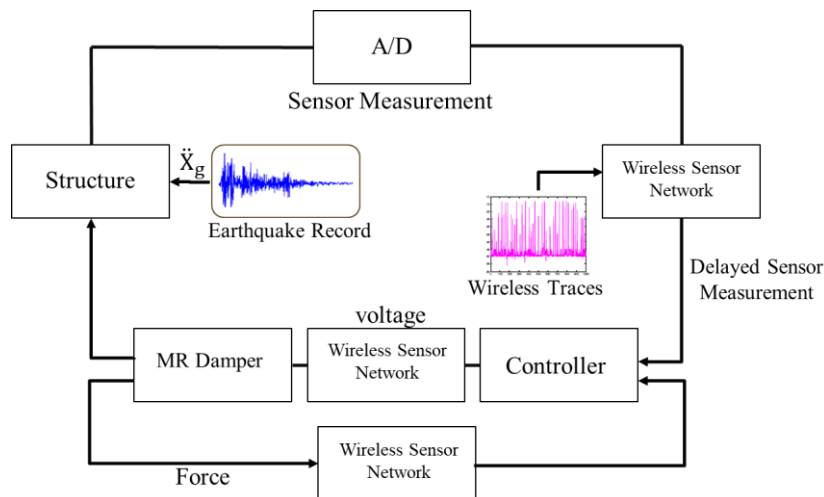 A/D
Sensor Measurement
Structure
Ẍg
Earthquake Record
Wireless Sensor
Network
Wireless Traces
Delayed Sensor
Measurement
voltage
MR Damper
Wireless Sensor
Network
Controller
Force
Wireless Sensor
Network